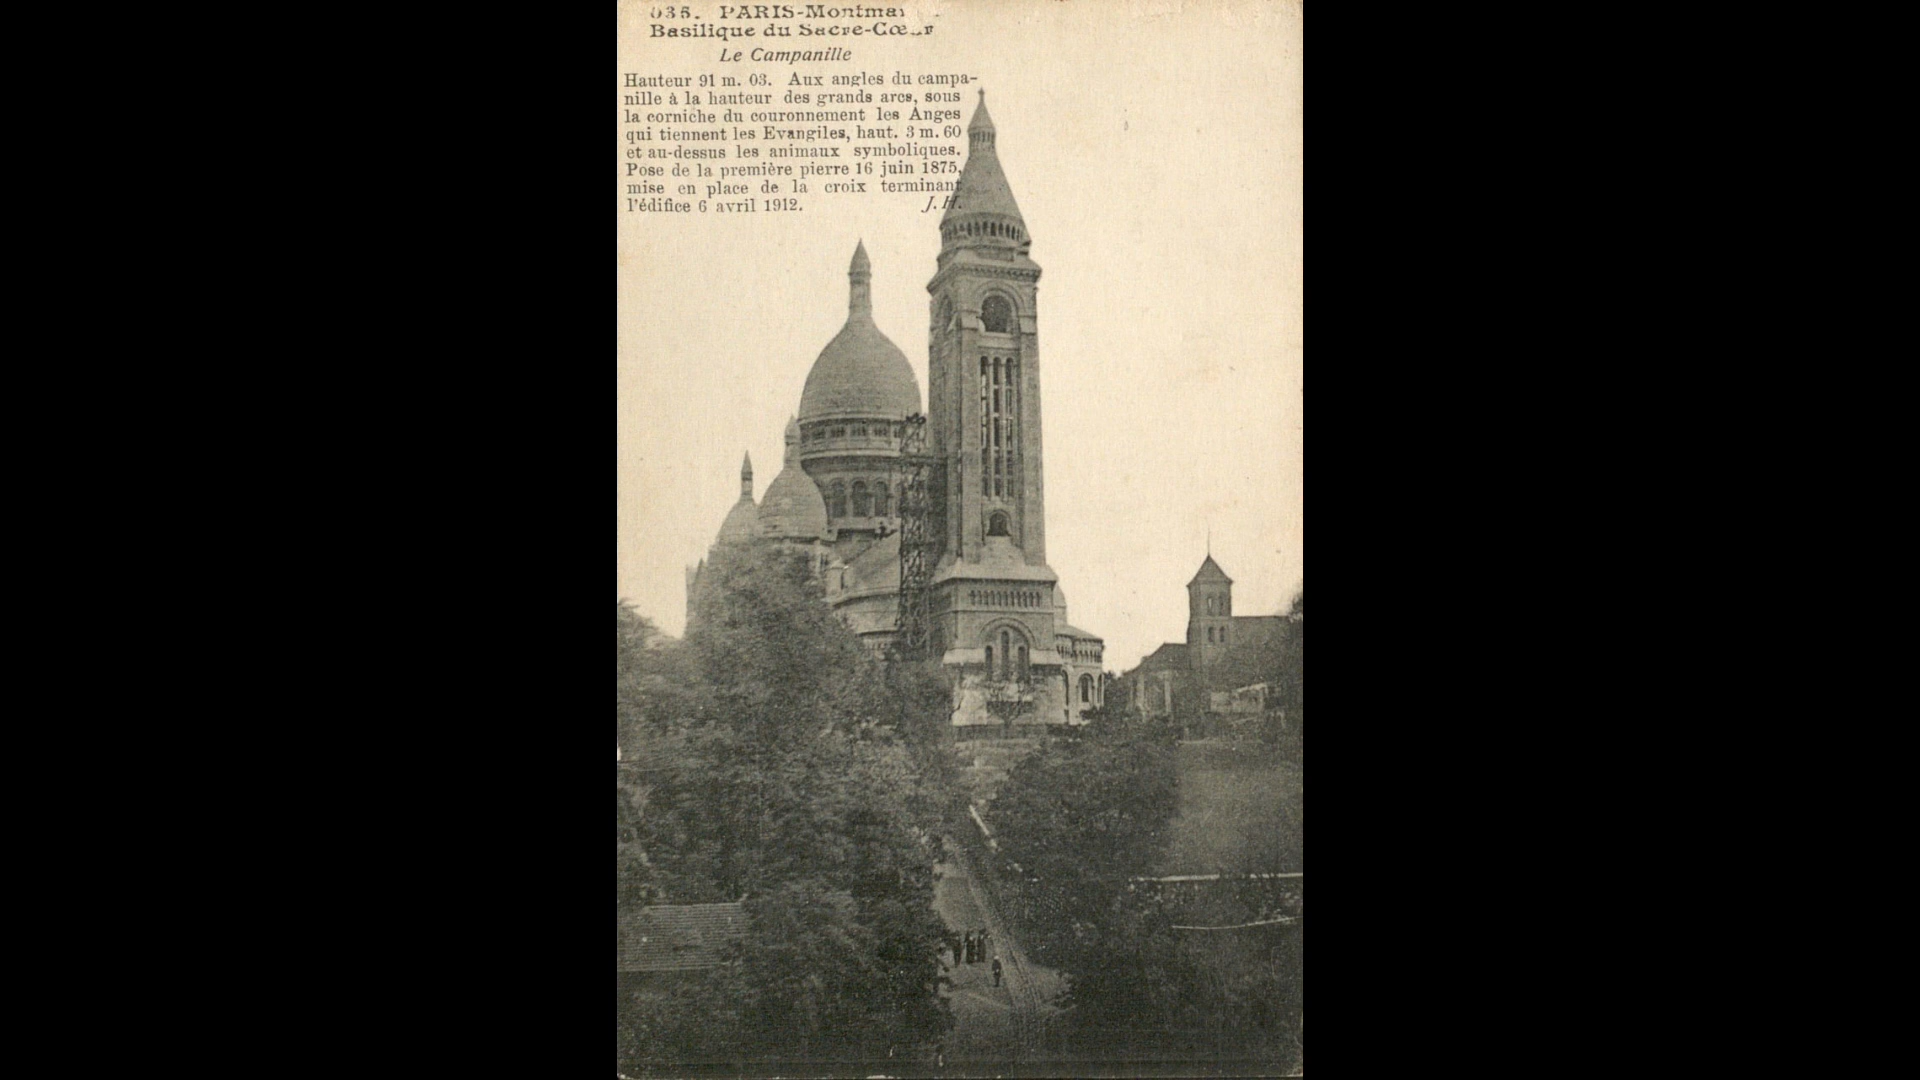 035. PARIS-Montmar
Basilique du Sacre-Cœur
Le Campanille
Hauteur 91 m. 03. Aux angles du campa-
nille à la hauteur des grands arcs, sous
la corniche du couronnement les Anges
qui tiennent les Evangiles, haut. 3 m. 60
et au-dessus les animaux symboliques.
Pose de la première pierre 16 juin 1875,
mise en place de la croix terminant
l'édifice 6 avril 1912. J. H.